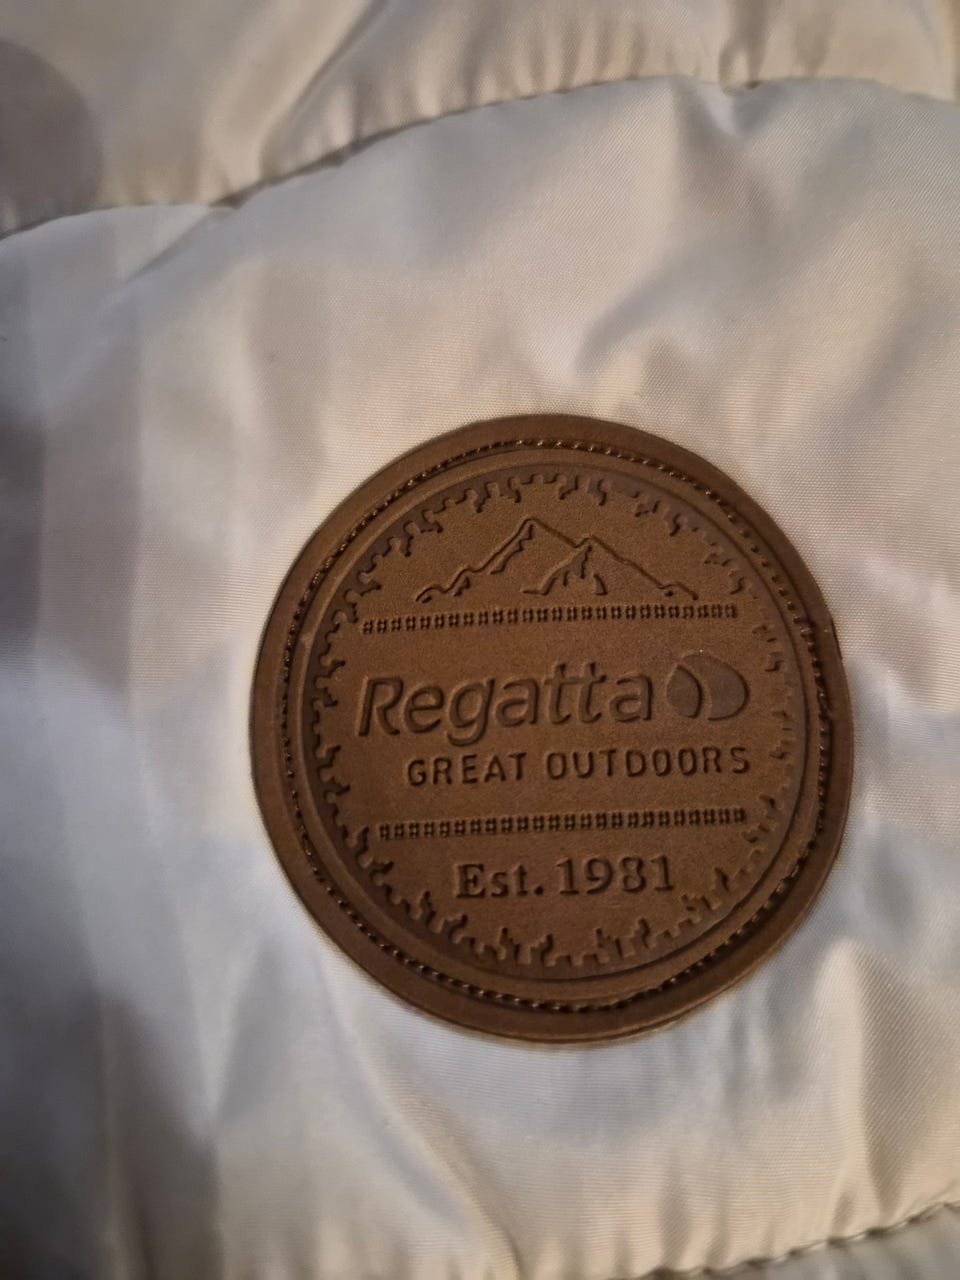 Regatta
GREAT OUTDOORS
Est. 1981